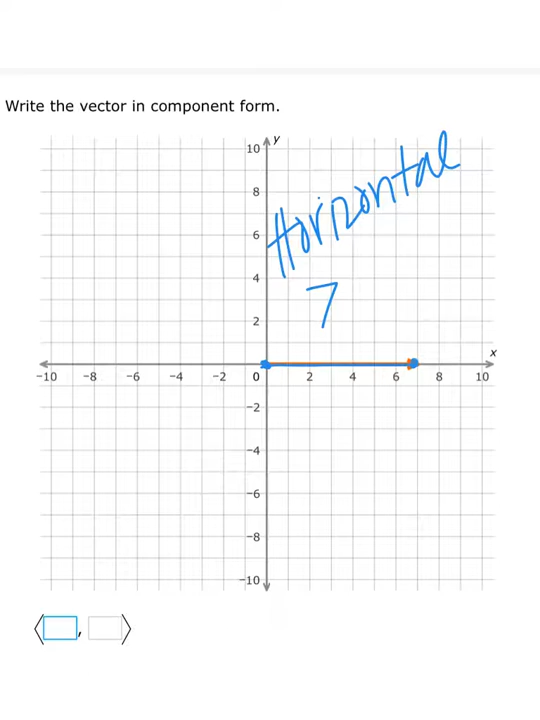 Write the vector in component form.
y
10
Horizontal
8
6
4
7
2
x
-10 -8 -6 -4 -2 0 2 4 6 8 10
-2
-4
-6
-8
-10
⟨ , ⟩